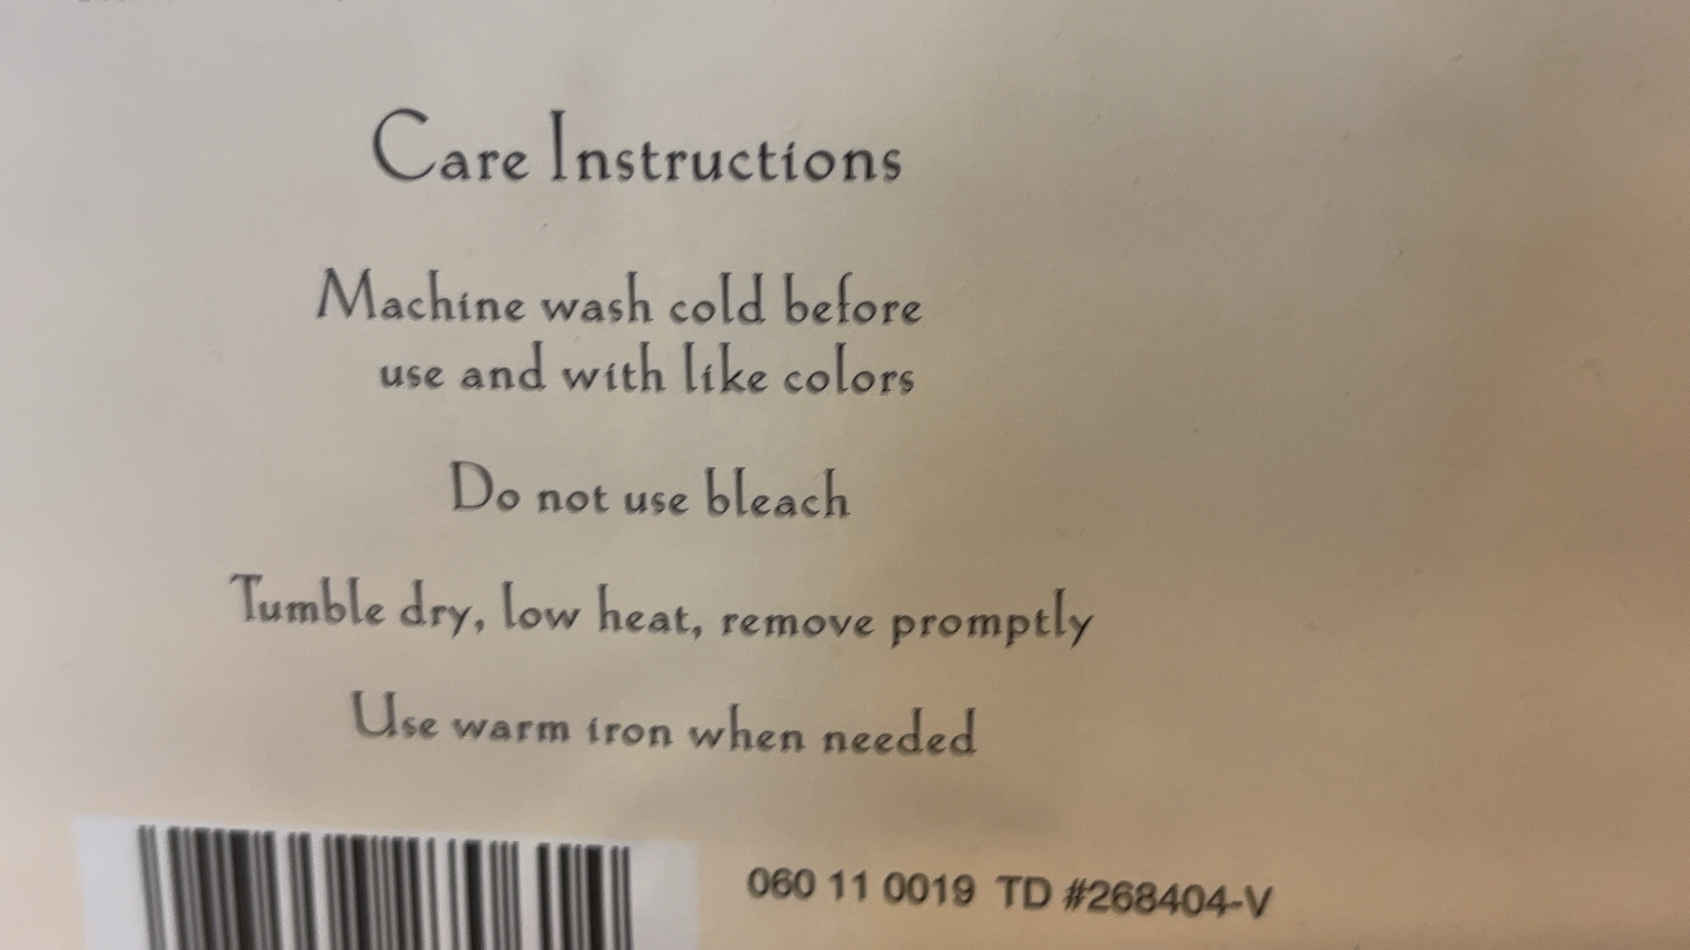 Care Instructions
Machine wash cold before
use and with like colors
Do not use bleach
Tumble dry, low heat, remove promptly
Use warm iron when needed
060 11 0019 TD #268404-V